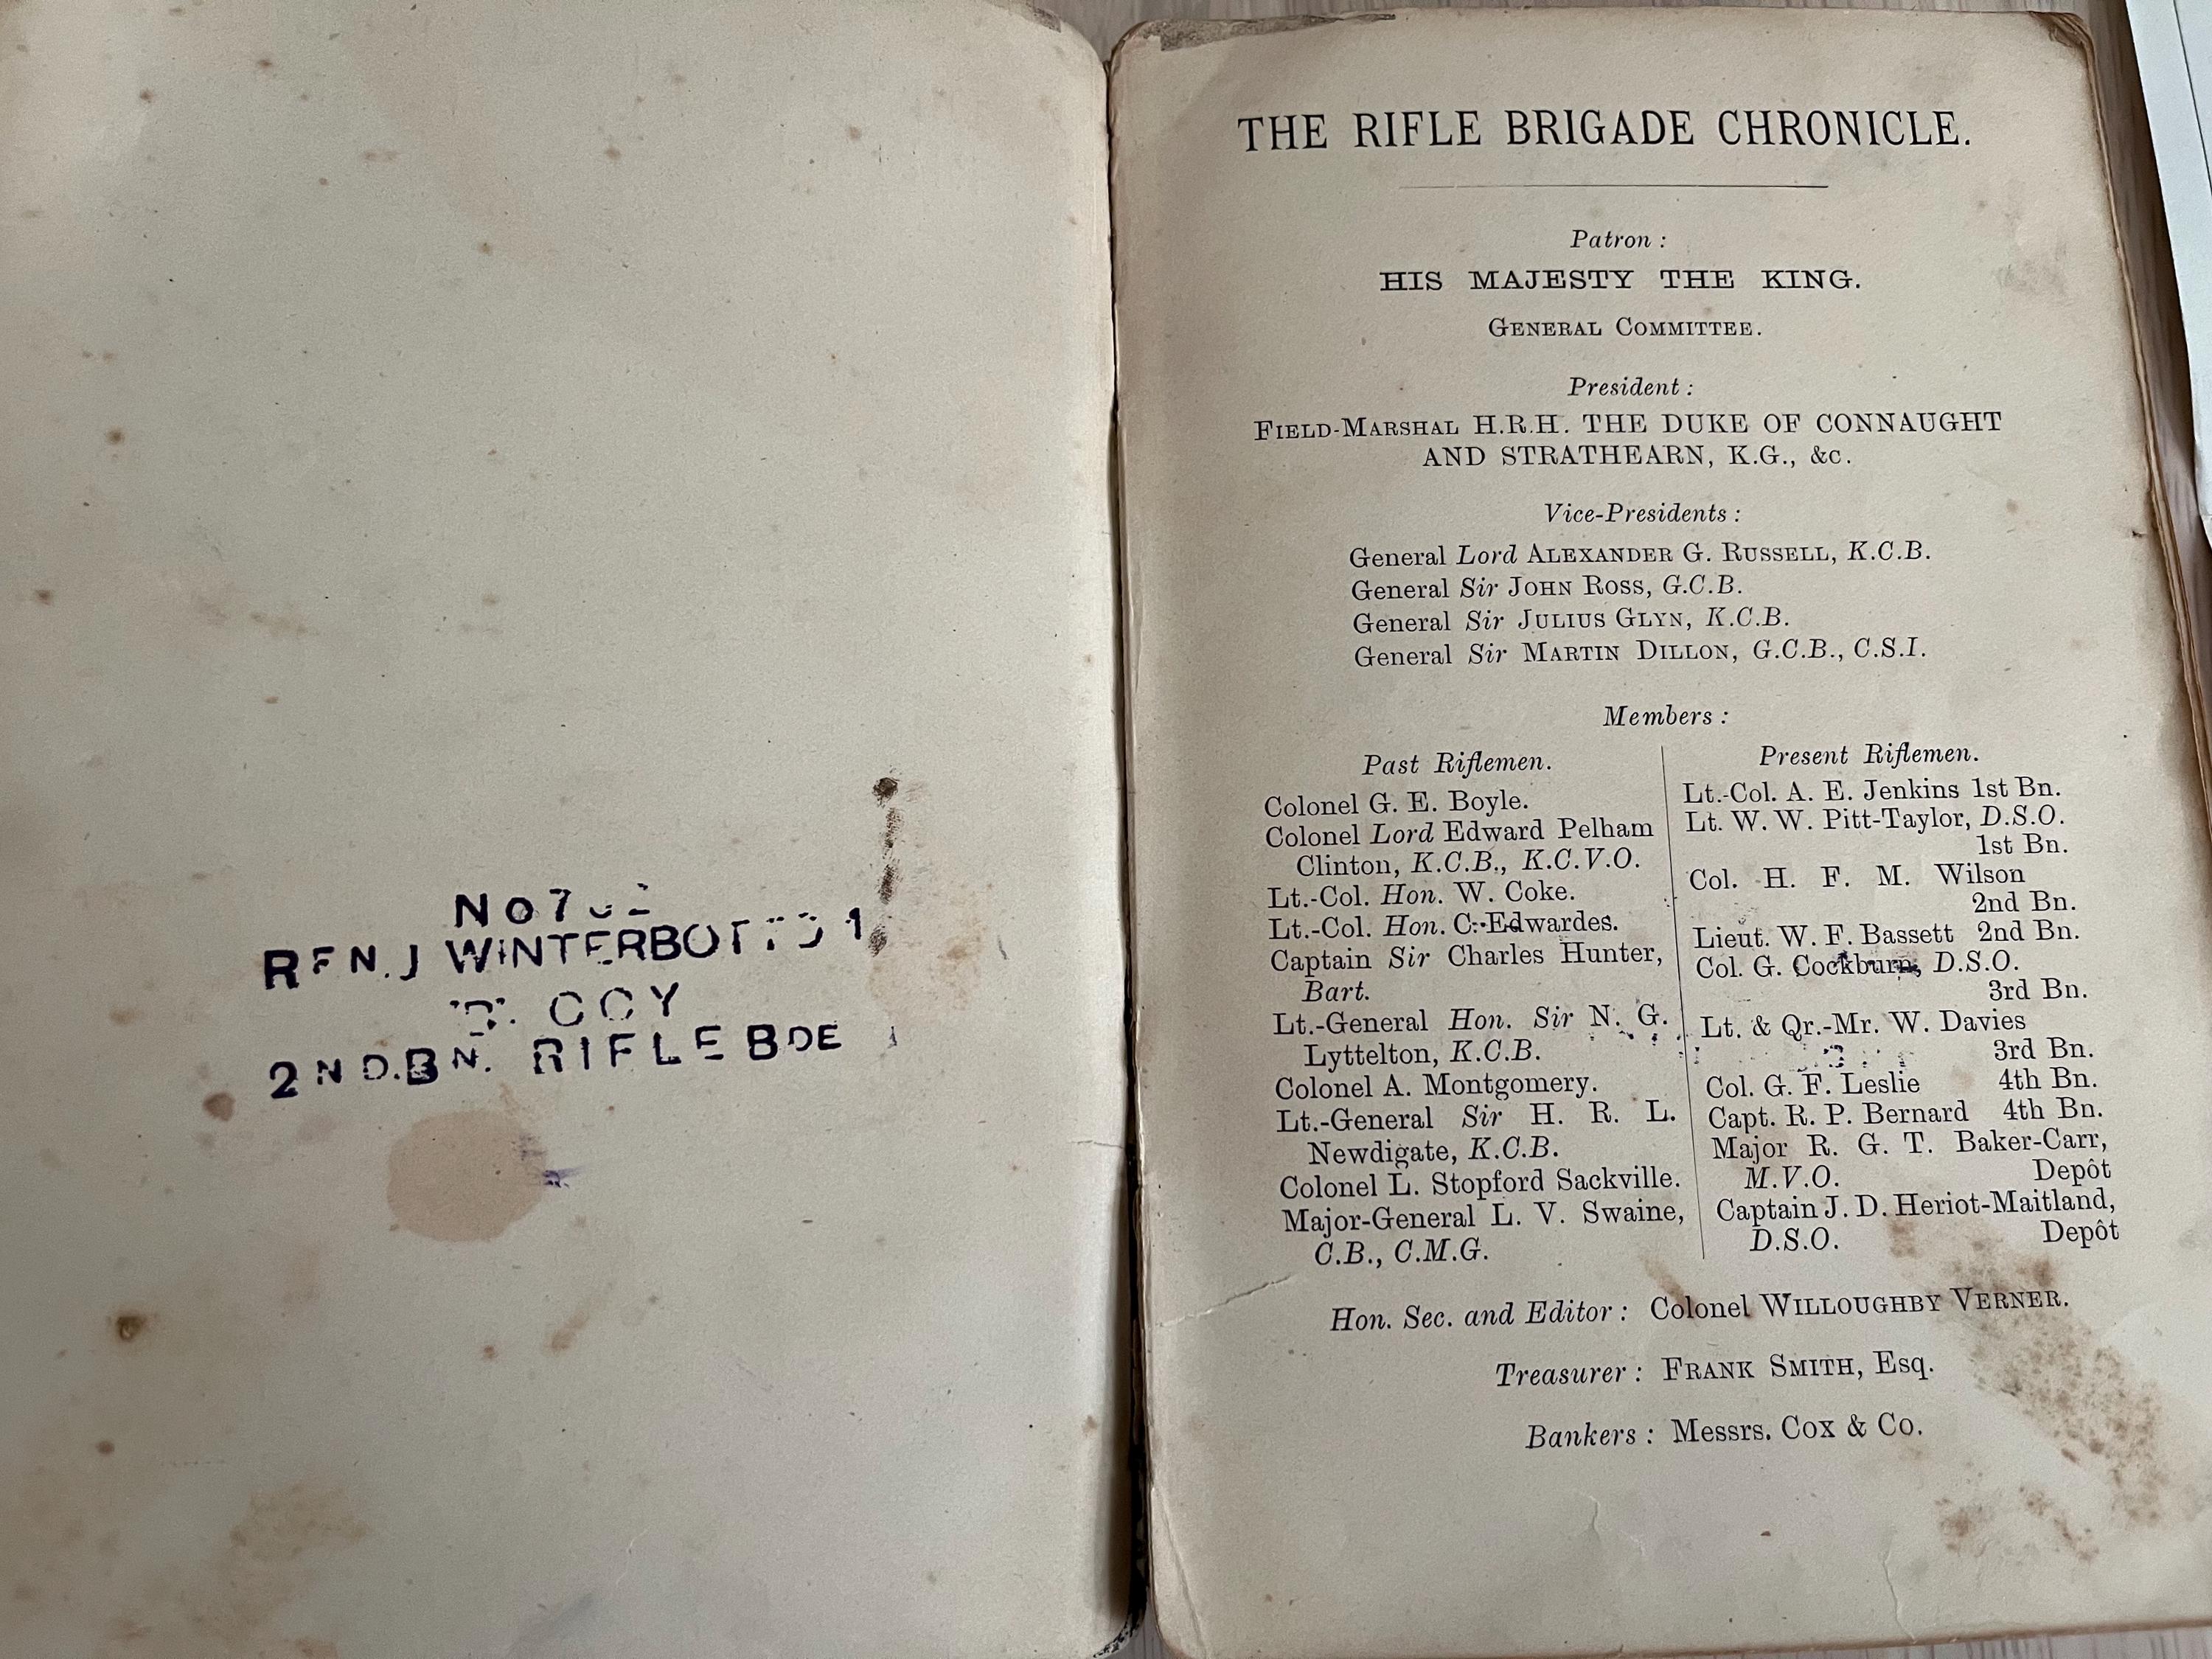 RFN. J WINTERBOTTOM
COY
2ND. BN. RIFLE BDE
THE RIFLE BRIGADE CHRONICLE.
Patron :
HIS MAJESTY THE KING.
GENERAL COMMITTEE.
President :
FIELD-MARSHAL H.R.H. THE DUKE OF CONNAUGHT
AND STRATHEARN, K.G., &c.
Vice-Presidents :
General Lord ALEXANDER G. RUSSELL, K.C.B.
General Sir JOHN ROSS, G.C.B.
General Sir JULIUS GLYN, K.C.B.
General Sir MARTIN DILLON, G.C.B., C.S.I.
Members :
Past Riflemen.
Colonel G. E. Boyle.
Colonel Lord Edward Pelham
Clinton, K.C.B., K.C.V.O.
Lt.-Col. Hon. W. Coke.
Lt.-Col. Hon. C. Edwardes.
Captain Sir Charles Hunter,
Bart.
Lt.-General Hon. Sir N. G.
Lyttelton, K.C.B.
Colonel A. Montgomery.
Lt.-General Sir H. R. L.
Newdigate, K.C.B.
Colonel L. Stopford Sackville.
Major-General L. V. Swaine,
C.B., C.M.G.
Present Riflemen.
Lt.-Col. A. E. Jenkins 1st Bn.
Lt. W. W. Pitt-Taylor, D.S.O.
1st Bn.
Col. H. F. M. Wilson
2nd Bn.
Lieut. W. F. Bassett 2nd Bn.
Col. G. Cockburn, D.S.O.
3rd Bn.
Lt. & Qr.-Mr. W. Davies
3rd Bn.
Col. G. F. Leslie 4th Bn.
Capt. R. P. Bernard 4th Bn.
Major R. G. T. Baker-Carr,
M.V.O. Depôt
Captain J. D. Heriot-Maitland,
D.S.O. Depôt
Hon. Sec. and Editor : Colonel WILLOUGHBY VERNER.
Treasurer : FRANK SMITH, Esq.
Bankers : Messrs. COX & Co.